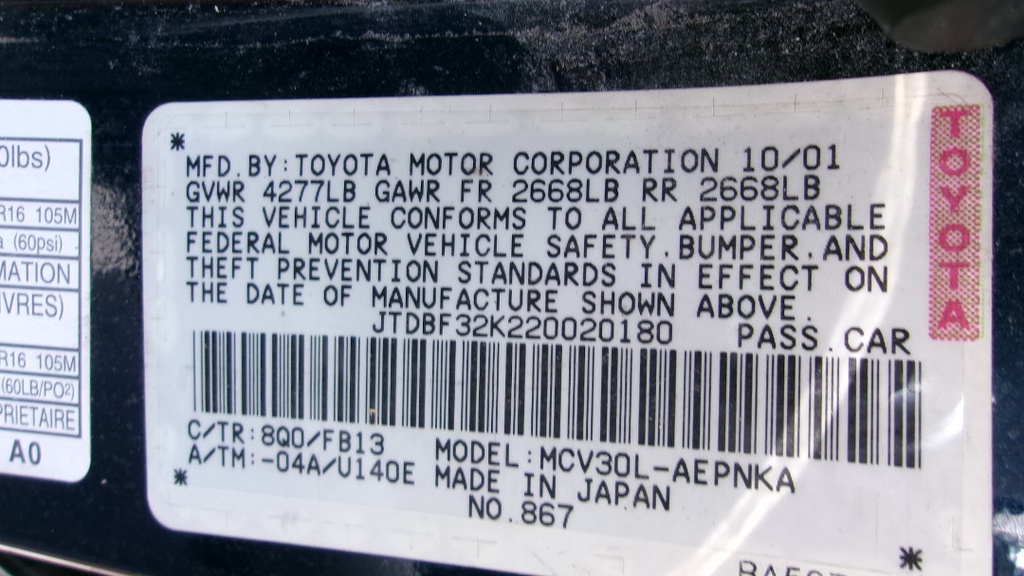 0lbs)
R16 105M
a (60psi)
MATION
IVRES)
R16 105M
(60LB/PO²)
PRIETAIRE
A0
*
MFD. BY: TOYOTA MOTOR CORPORATION 10/01
GVWR 4277LB GAWR FR 2668LB RR 2668LB
THIS VEHICLE CONFORMS TO ALL APPLICABLE
FEDERAL MOTOR VEHICLE SAFETY. BUMPER. AND
THEFT PREVENTION STANDARDS IN EFFECT ON
THE DATE OF MANUFACTURE SHOWN ABOVE.
JTDBF32K220020180 PASS. CAR
C/TR: 8Q0/FB13 MODEL: MCV30L-AEPNKA
A/TM: -04A/U140E MADE IN JAPAN
* NO. 867
*
TOYOTA